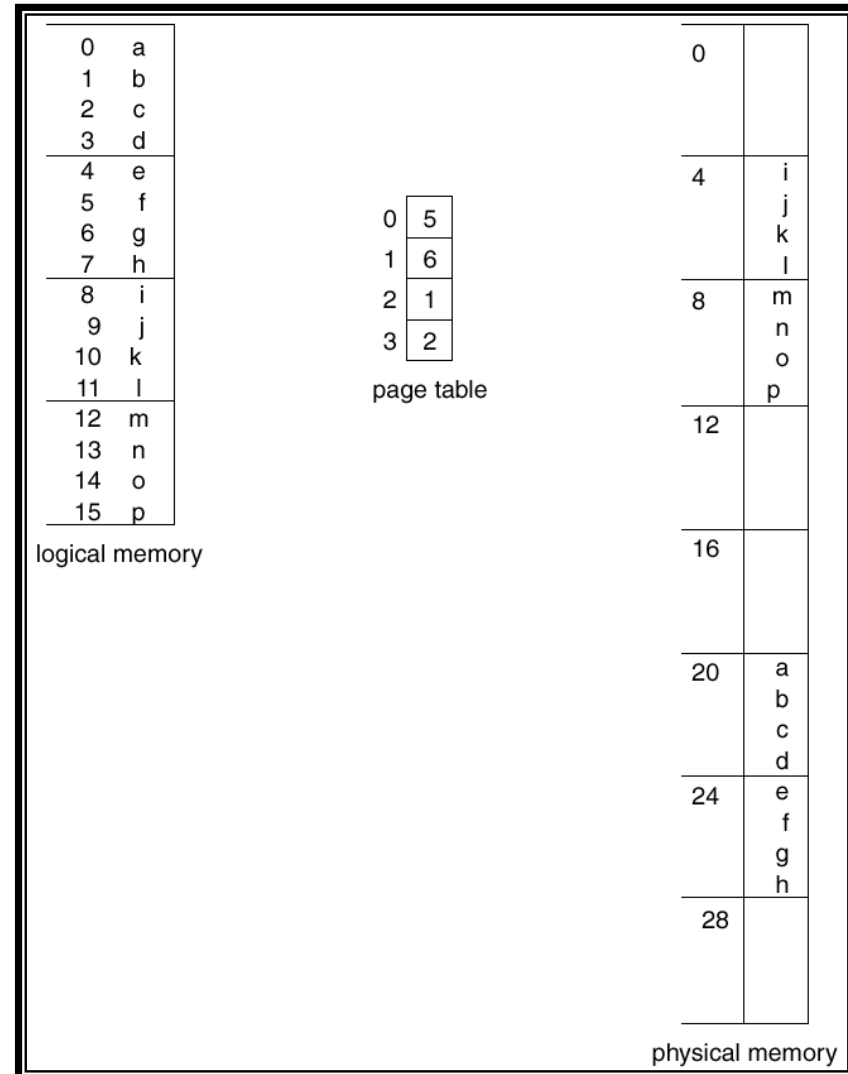 0 a
1 b
2 c
3 d
4 e
5 f
6 g
7 h
8 i
9 j
10 k
11 l
12 m
13 n
14 o
15 p
logical memory
0 5
1 6
2 1
3 2
page table
0
4 i
j
k
l
8 m
n
o
p
12
16
20 a
b
c
d
24 e
f
g
h
28
physical memory